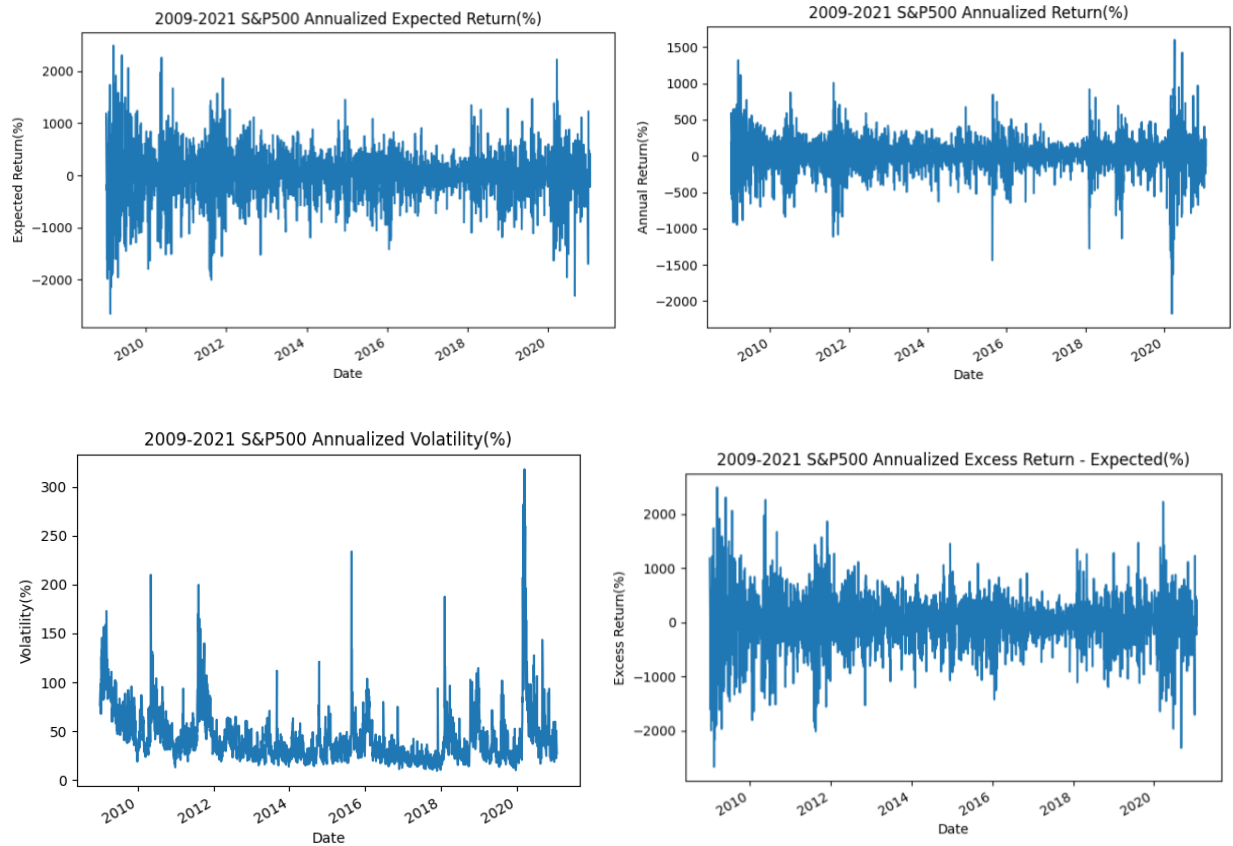 2009-2021 S&P500 Annualized Expected Return(%)
Expected Return(%)
2000
1000
0
−1000
−2000
2010 2012 2014 2016 2018 2020
Date
2009-2021 S&P500 Annualized Return(%)
Annual Return(%)
1500
1000
500
0
−500
−1000
−1500
−2000
2010 2012 2014 2016 2018 2020
Date
2009-2021 S&P500 Annualized Volatility(%)
Volatility(%)
300
250
200
150
100
50
0
2010 2012 2014 2016 2018 2020
Date
2009-2021 S&P500 Annualized Excess Return - Expected(%)
Excess Return(%)
2000
1000
0
−1000
−2000
2010 2012 2014 2016 2018 2020
Date